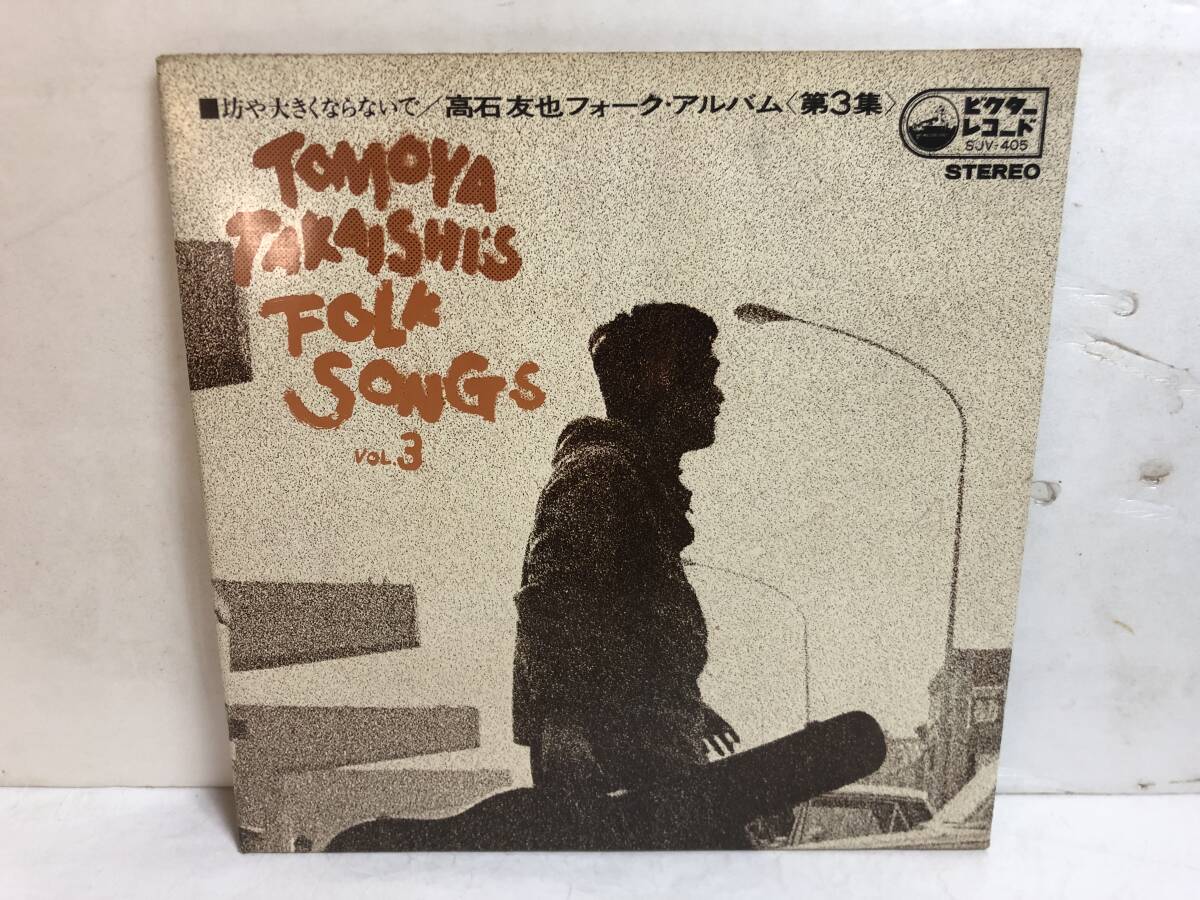 ■坊や大きくならないで／高石友也フォーク・アルバム〈第3集〉
ビクター
レコード
SJV-405
STEREO
TOMOYA
TAKAISHI'S
FOLK
SONGS
VOL.3